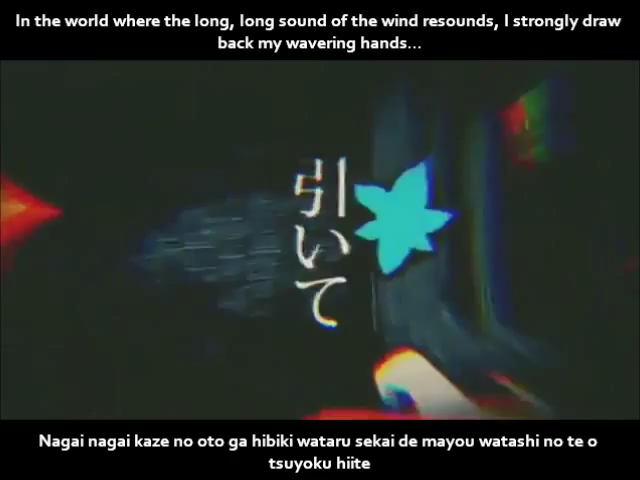 In the world where the long, long sound of the wind resounds, I strongly draw
back my wavering hands...
引いて
Nagai nagai kaze no oto ga hibiki wataru sekai de mayou watashi no te o
tsuyoku hiite